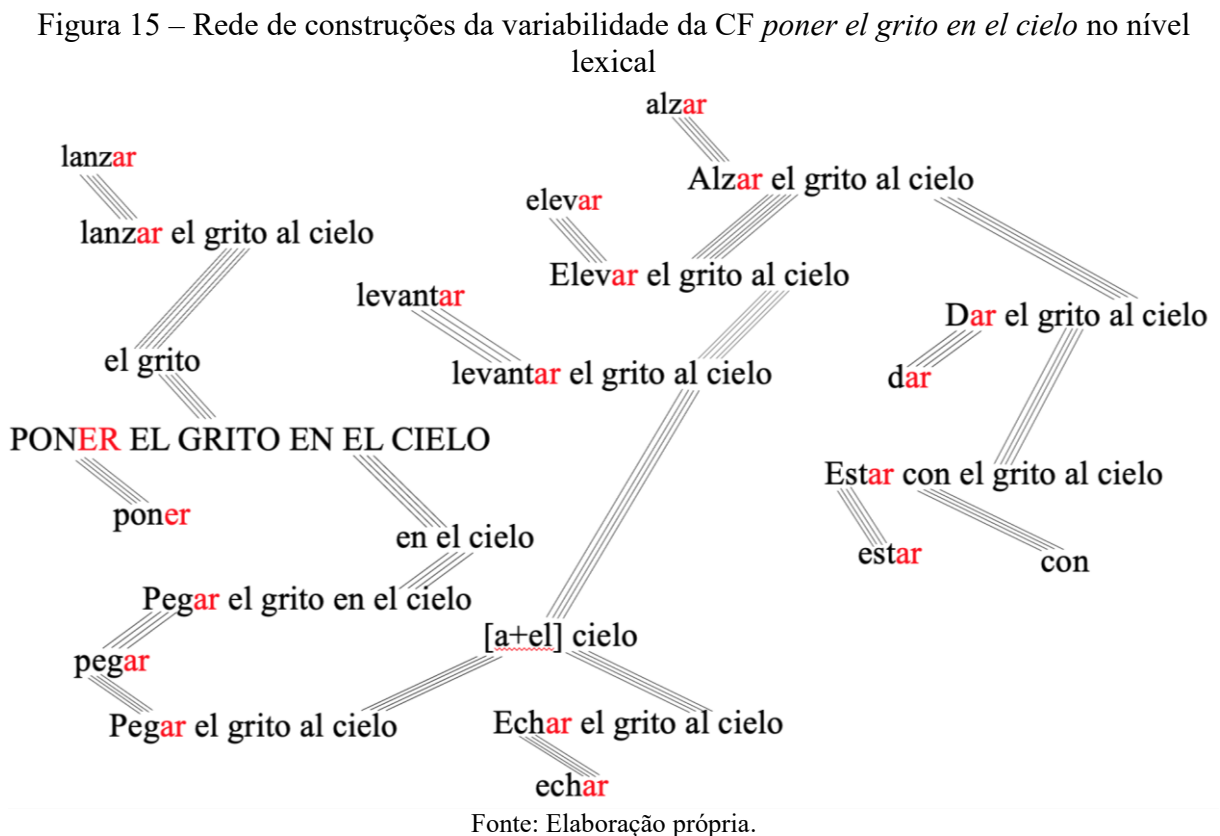 Figura 15 – Rede de construções da variabilidade da CF poner el grito en el cielo no nível
lexical
alzar
lanzar
Alzar el grito al cielo
elevar
lanzar el grito al cielo
Elevar el grito al cielo
levantar
Dar el grito al cielo
el grito
levantar el grito al cielo
dar
PONER EL GRITO EN EL CIELO
Estar con el grito al cielo
poner
en el cielo
estar
con
Pegar el grito en el cielo
[a+el] cielo
pegar
Pegar el grito al cielo
Echar el grito al cielo
echar
Fonte: Elaboração própria.